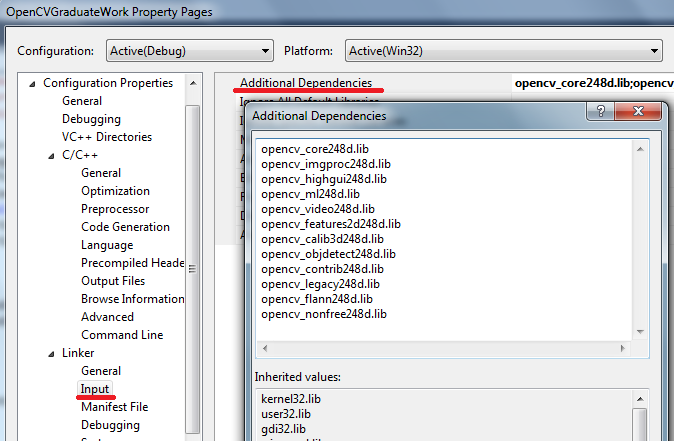 OpenCVGraduateWork Property Pages
Configuration: Active(Debug) Platform: Active(Win32)
Configuration Properties
General
Debugging
VC++ Directories
C/C++
General
Optimization
Preprocessor
Code Generation
Language
Precompiled Heade
Output Files
Browse Information
Advanced
Command Line
Linker
General
Input
Manifest File
Debugging
Additional Dependencies opencv_core248d.lib;opencv
Additional Dependencies
opencv_core248d.lib
opencv_imgproc248d.lib
opencv_highgui248d.lib
opencv_ml248d.lib
opencv_video248d.lib
opencv_features2d248d.lib
opencv_calib3d248d.lib
opencv_objdetect248d.lib
opencv_contrib248d.lib
opencv_legacy248d.lib
opencv_flann248d.lib
opencv_nonfree248d.lib
Inherited values:
kernel32.lib
user32.lib
gdi32.lib